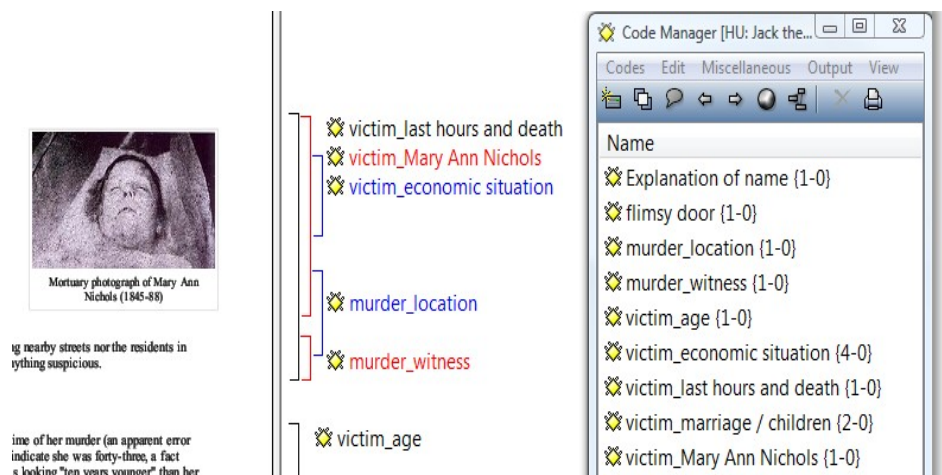 Mortuary photograph of Mary Ann
Nichols (1845-88)
ng nearby streets nor the residents in
nything suspicious.
ime of her murder (an apparent error
indicate she was forty-three, a fact
s looking "ten years younger" than her
victim_last hours and death
victim_Mary Ann Nichols
victim_economic situation
murder_location
murder_witness
victim_age
Code Manager [HU: Jack the...
Codes Edit Miscellaneous Output View
Name
Explanation of name {1-0}
flimsy door {1-0}
murder_location {1-0}
murder_witness {1-0}
victim_age {1-0}
victim_economic situation {4-0}
victim_last hours and death {1-0}
victim_marriage / children {2-0}
victim_Mary Ann Nichols {1-0}